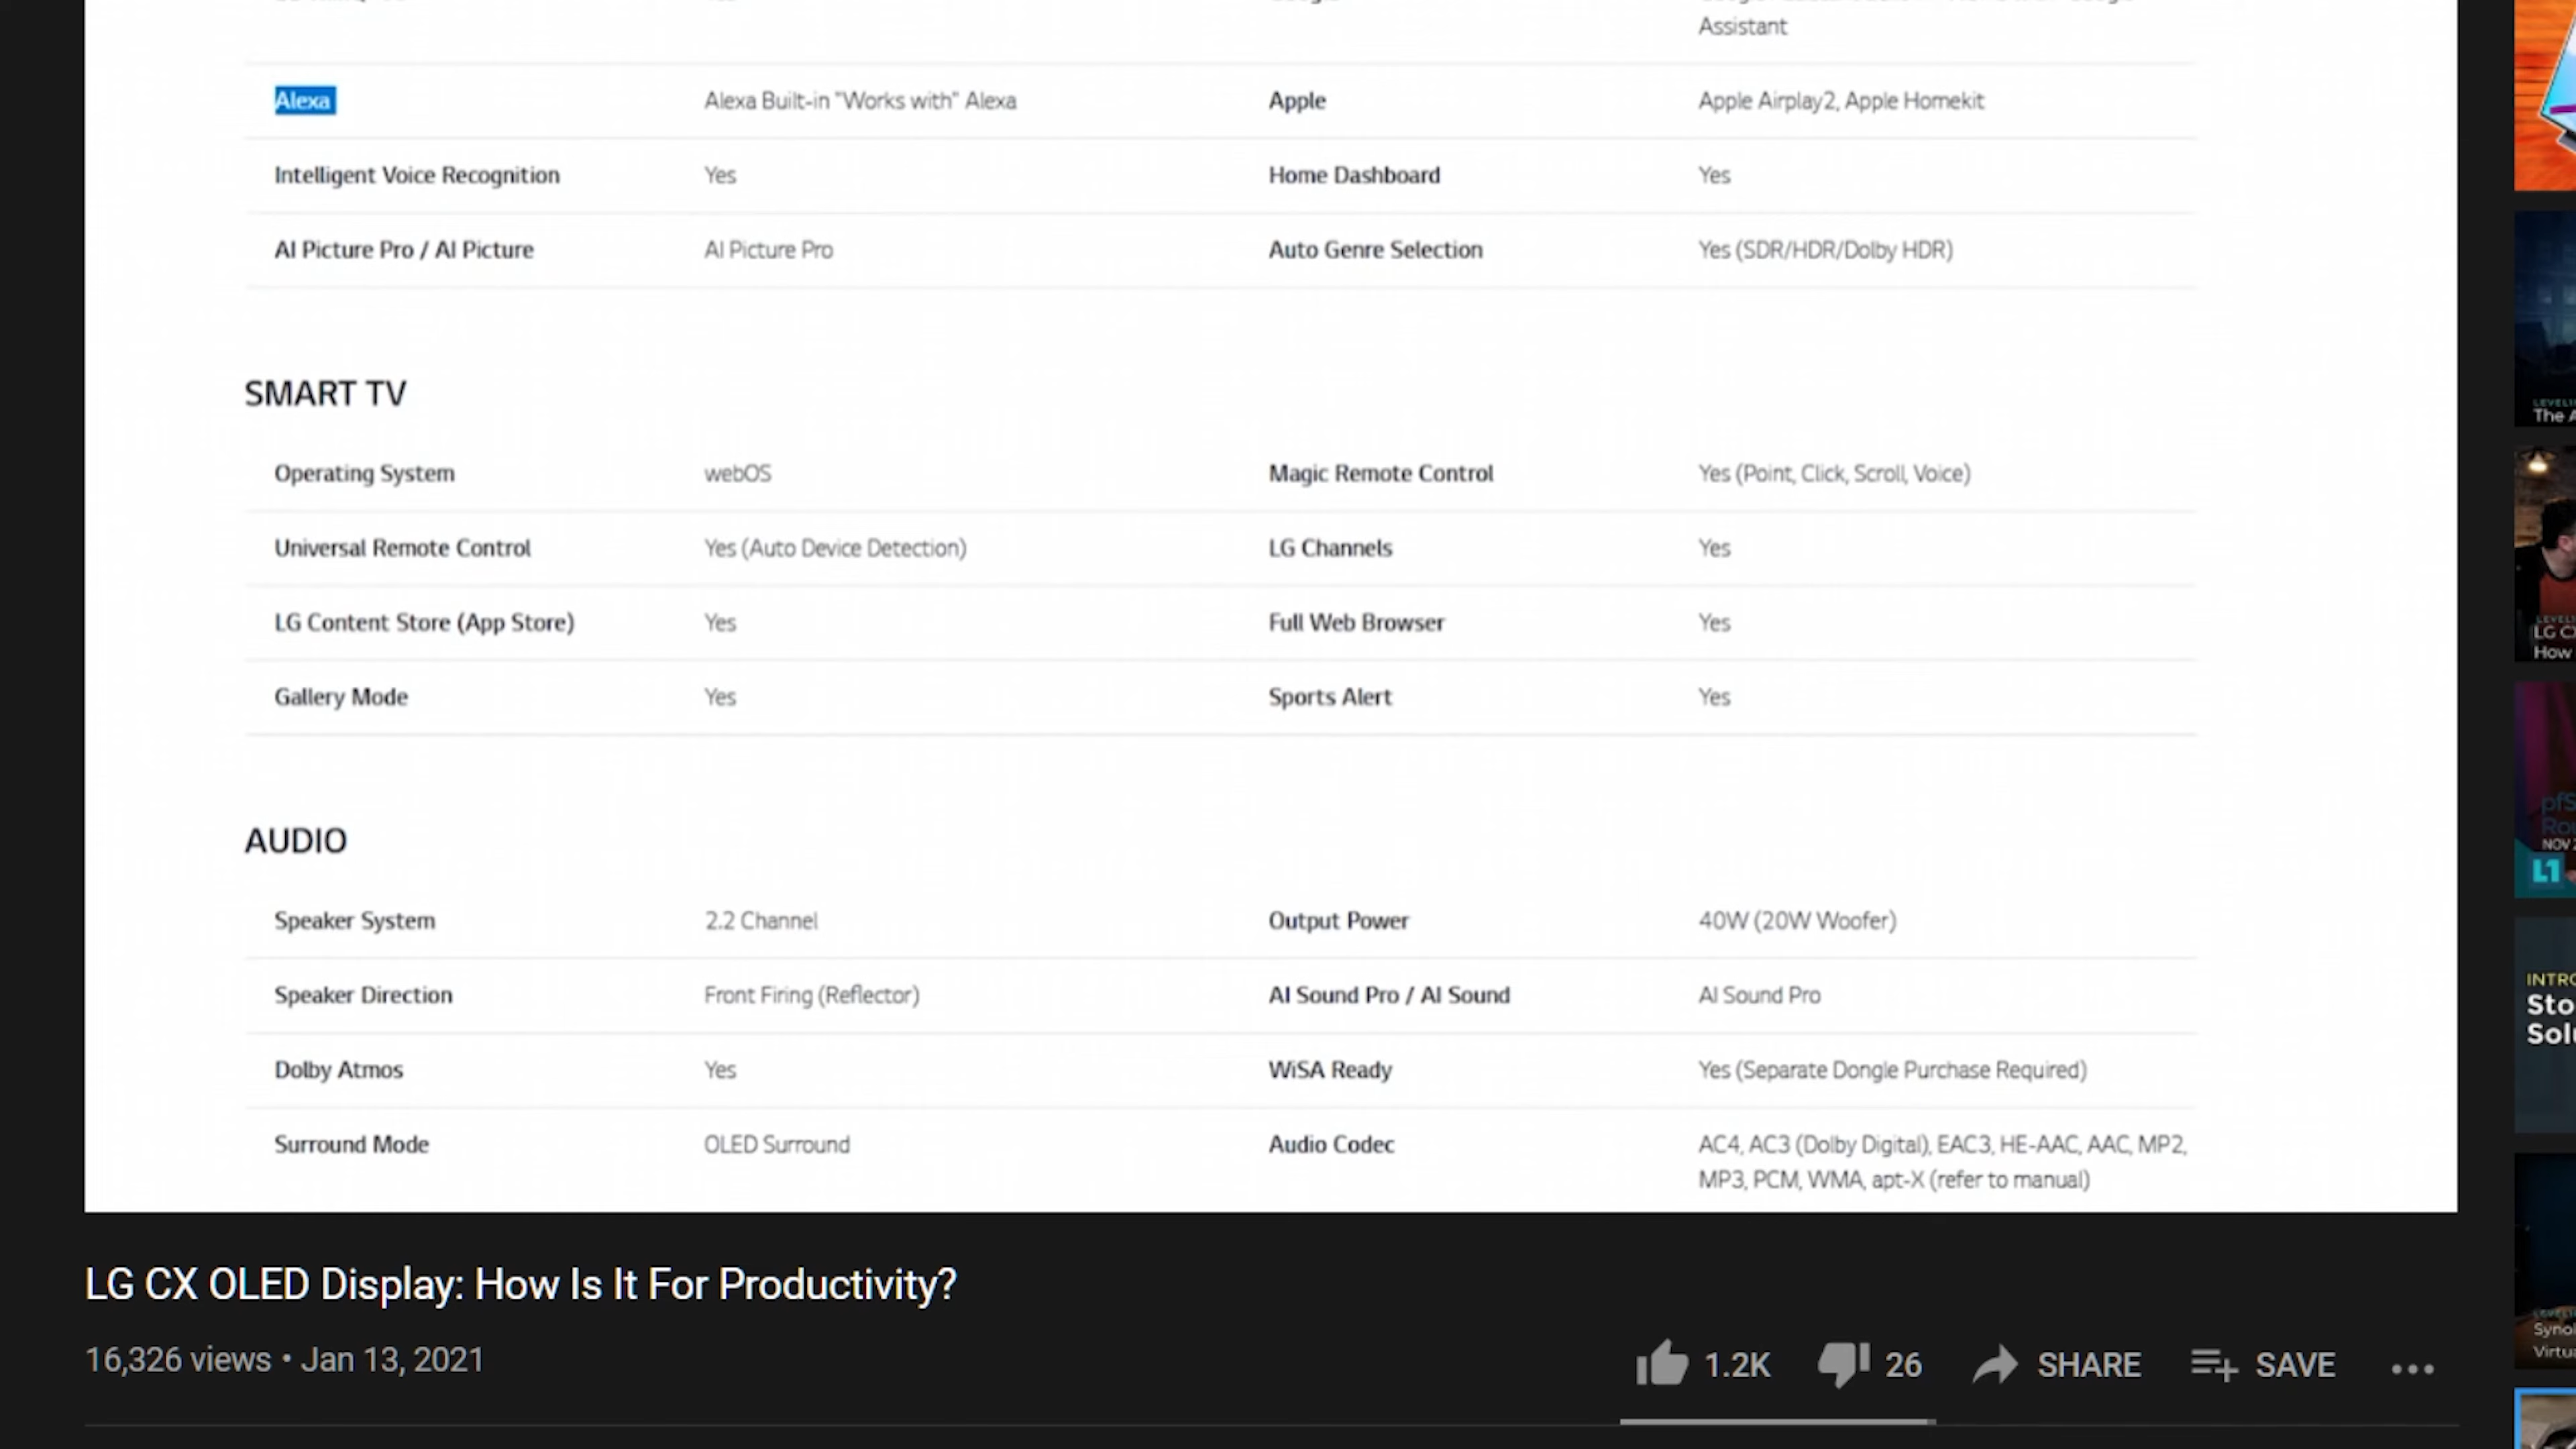 Assistant
Alexa Alexa Built-in "Works with" Alexa Apple Apple Airplay2, Apple Homekit
Intelligent Voice Recognition Yes Home Dashboard Yes
AI Picture Pro / AI Picture AI Picture Pro Auto Genre Selection Yes (SDR/HDR/Dolby HDR)
SMART TV
Operating System webOS Magic Remote Control Yes (Point, Click, Scroll, Voice)
Universal Remote Control Yes (Auto Device Detection) LG Channels Yes
LG Content Store (App Store) Yes Full Web Browser Yes
Gallery Mode Yes Sports Alert Yes
AUDIO
Speaker System 2.2 Channel Output Power 40W (20W Woofer)
Speaker Direction Front Firing (Reflector) AI Sound Pro / AI Sound AI Sound Pro
Dolby Atmos Yes WiSA Ready Yes (Separate Dongle Purchase Required)
Surround Mode OLED Surround Audio Codec AC4, AC3 (Dolby Digital), EAC3, HE-AAC, AAC, MP2,
MP3, PCM, WMA, apt-X (refer to manual)
LG CX OLED Display: How Is It For Productivity?
16,326 views • Jan 13, 2021
1.2K 26 SHARE SAVE
The
LG
How
NOV
L1